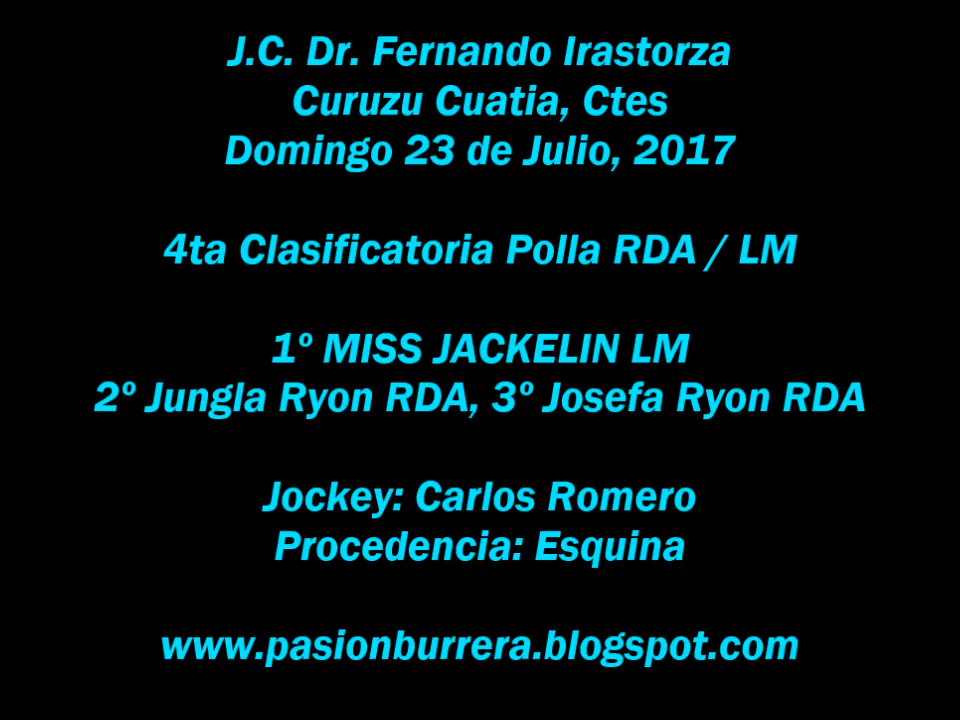 J.C. Dr. Fernando Irastorza
Curuzu Cuatia, Ctes
Domingo 23 de Julio, 2017
4ta Clasificatoria Polla RDA / LM
1º MISS JACKELIN LM
2º Jungla Ryon RDA, 3º Josefa Ryon RDA
Jockey: Carlos Romero
Procedencia: Esquina
www.pasionburrera.blogspot.com